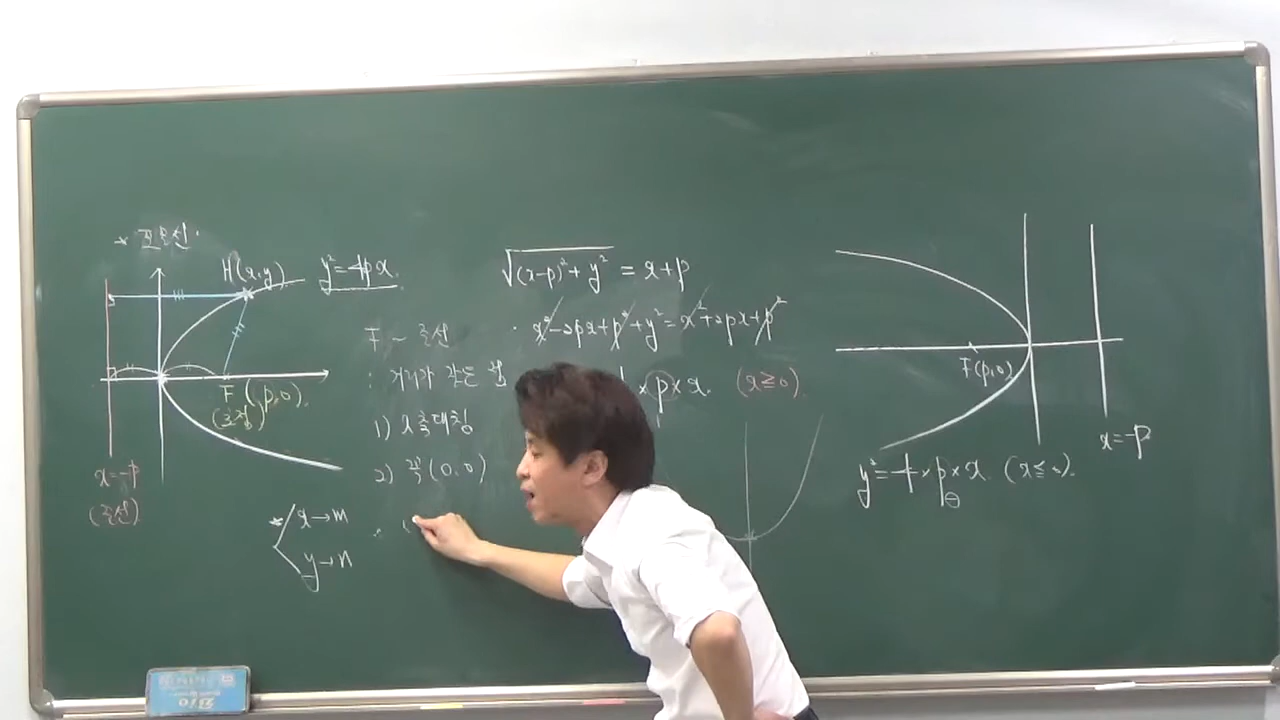 * 포물선.
H(x,y) y²=4px.
F (p,0).
(초점)
x=-p
(준선)
F ~ 준선
: 거리가 같은 점
1) x축대칭
2) 꼭 (0,0)
* x→m
y→n
√(x-p)²+y² = x+p
· x²-2px+p²+y²=x²+2px+p²
×p×x. (x≥0).
F(p,0)
x=-p
y²=4×p×x. (x≤0).
⊖
Bio